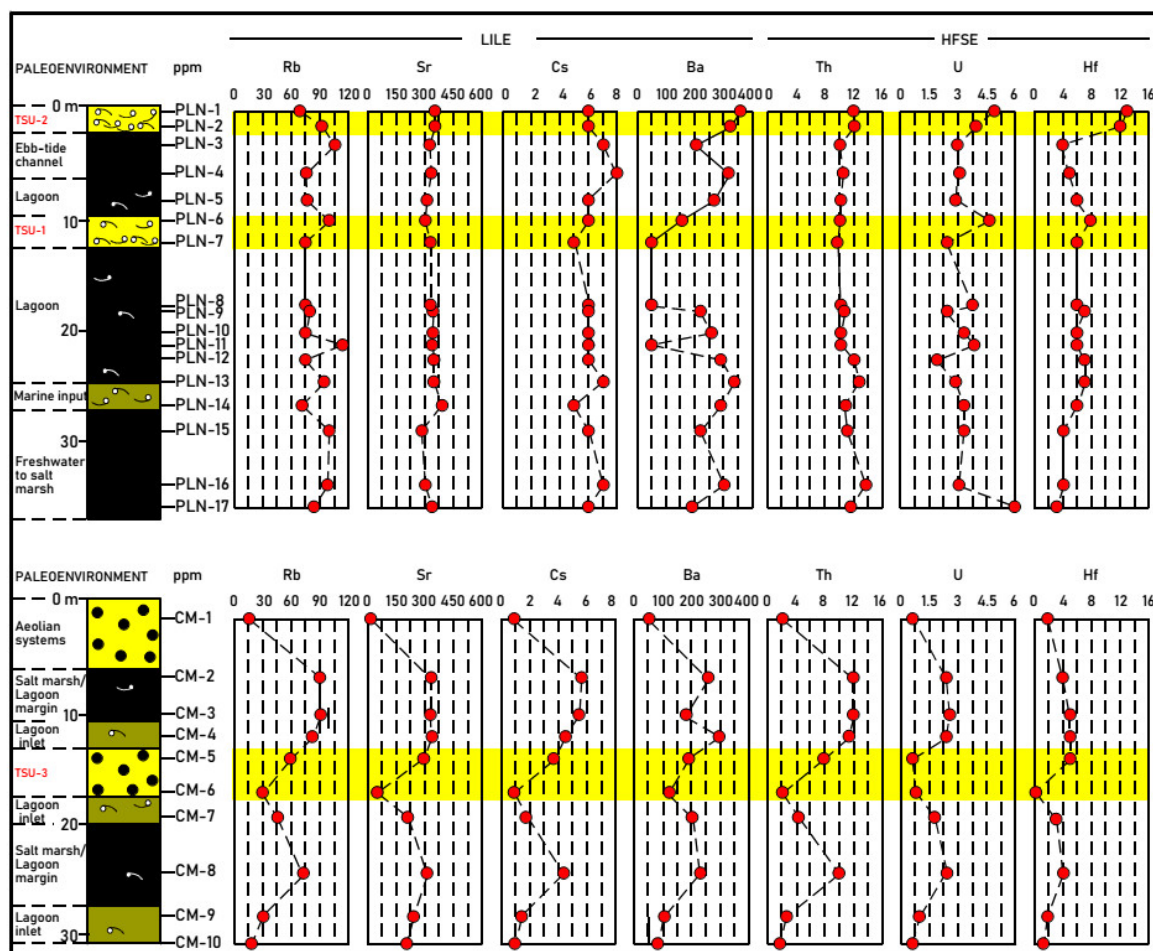 LILE HFSE
PALEOENVIRONMENT ppm Rb Sr Cs Ba Th U Hf
0 30 60 90 120 0 150 300 450 600 0 2 4 6 8 0 100 200 300 400 0 4 8 12 16 0 1.5 3 4.5 6 0 4 8 12 16
0 m
PLN-1
TSU-2
PLN-2
Ebb-tide
channel
PLN-3
PLN-4
Lagoon
PLN-5
10
PLN-6
TSU-1
PLN-7
Lagoon
PLN-8
PLN-9
20
PLN-10
PLN-11
PLN-12
PLN-13
Marine input
PLN-14
PLN-15
30
Freshwater
to salt
marsh
PLN-16
PLN-17
PALEOENVIRONMENT ppm Rb Sr Cs Ba Th U Hf
0 30 60 90 120 0 150 300 450 600 0 2 4 6 8 0 100 200 300 400 0 4 8 12 16 0 1.5 3 4.5 6 0 4 8 12 16
0 m
CM-1
Aeolian
systems
CM-2
Salt marsh/
Lagoon
margin
10
CM-3
Lagoon
inlet
CM-4
CM-5
TSU-3
CM-6
Lagoon
inlet
CM-7
20
Salt marsh/
Lagoon
margin
CM-8
Lagoon
inlet
CM-9
30
CM-10